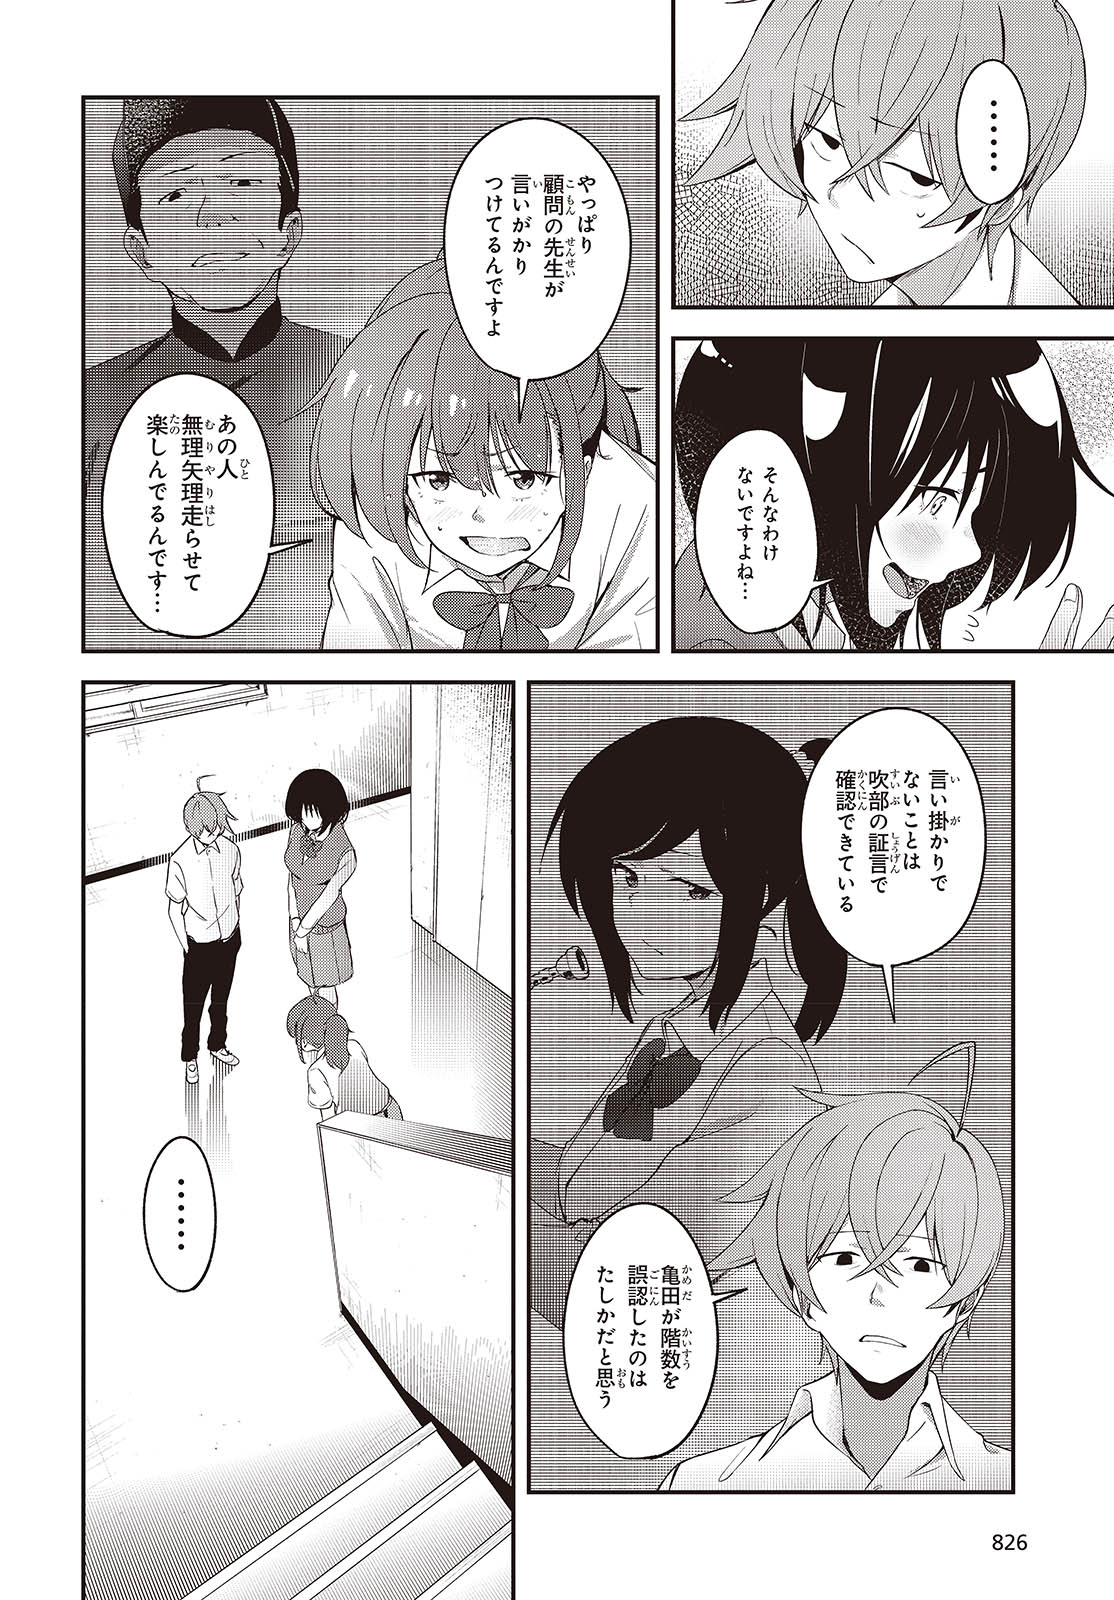 ・・・・・・
そんなわけ
ないですよね…
やっぱり
顧問の先生が
言いがかり
つけてるんですよ
あの人
無理矢理走らせて
楽しんでるんです…
言い掛かりで
ないことは
吹部の証言で
確認できている
亀田が階数を
誤認したのは
たしかだと思う
・・・・・・
826